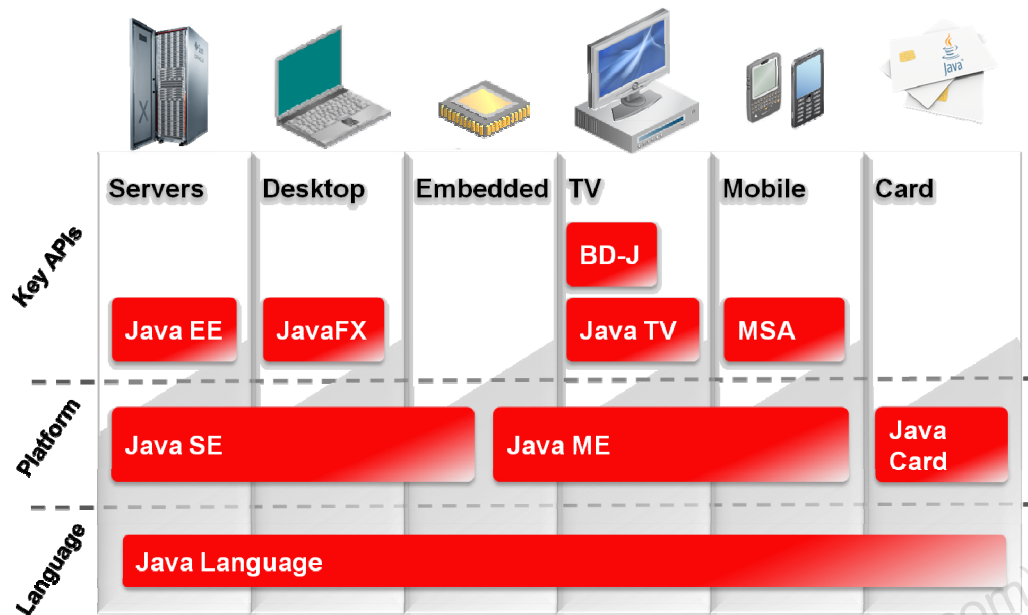 Java
Servers
Desktop
Embedded
TV
Mobile
Card
Key APIs
BD-J
Java EE
JavaFX
Java TV
MSA
Platform
Java SE
Java ME
Java
Card
Language
Java Language